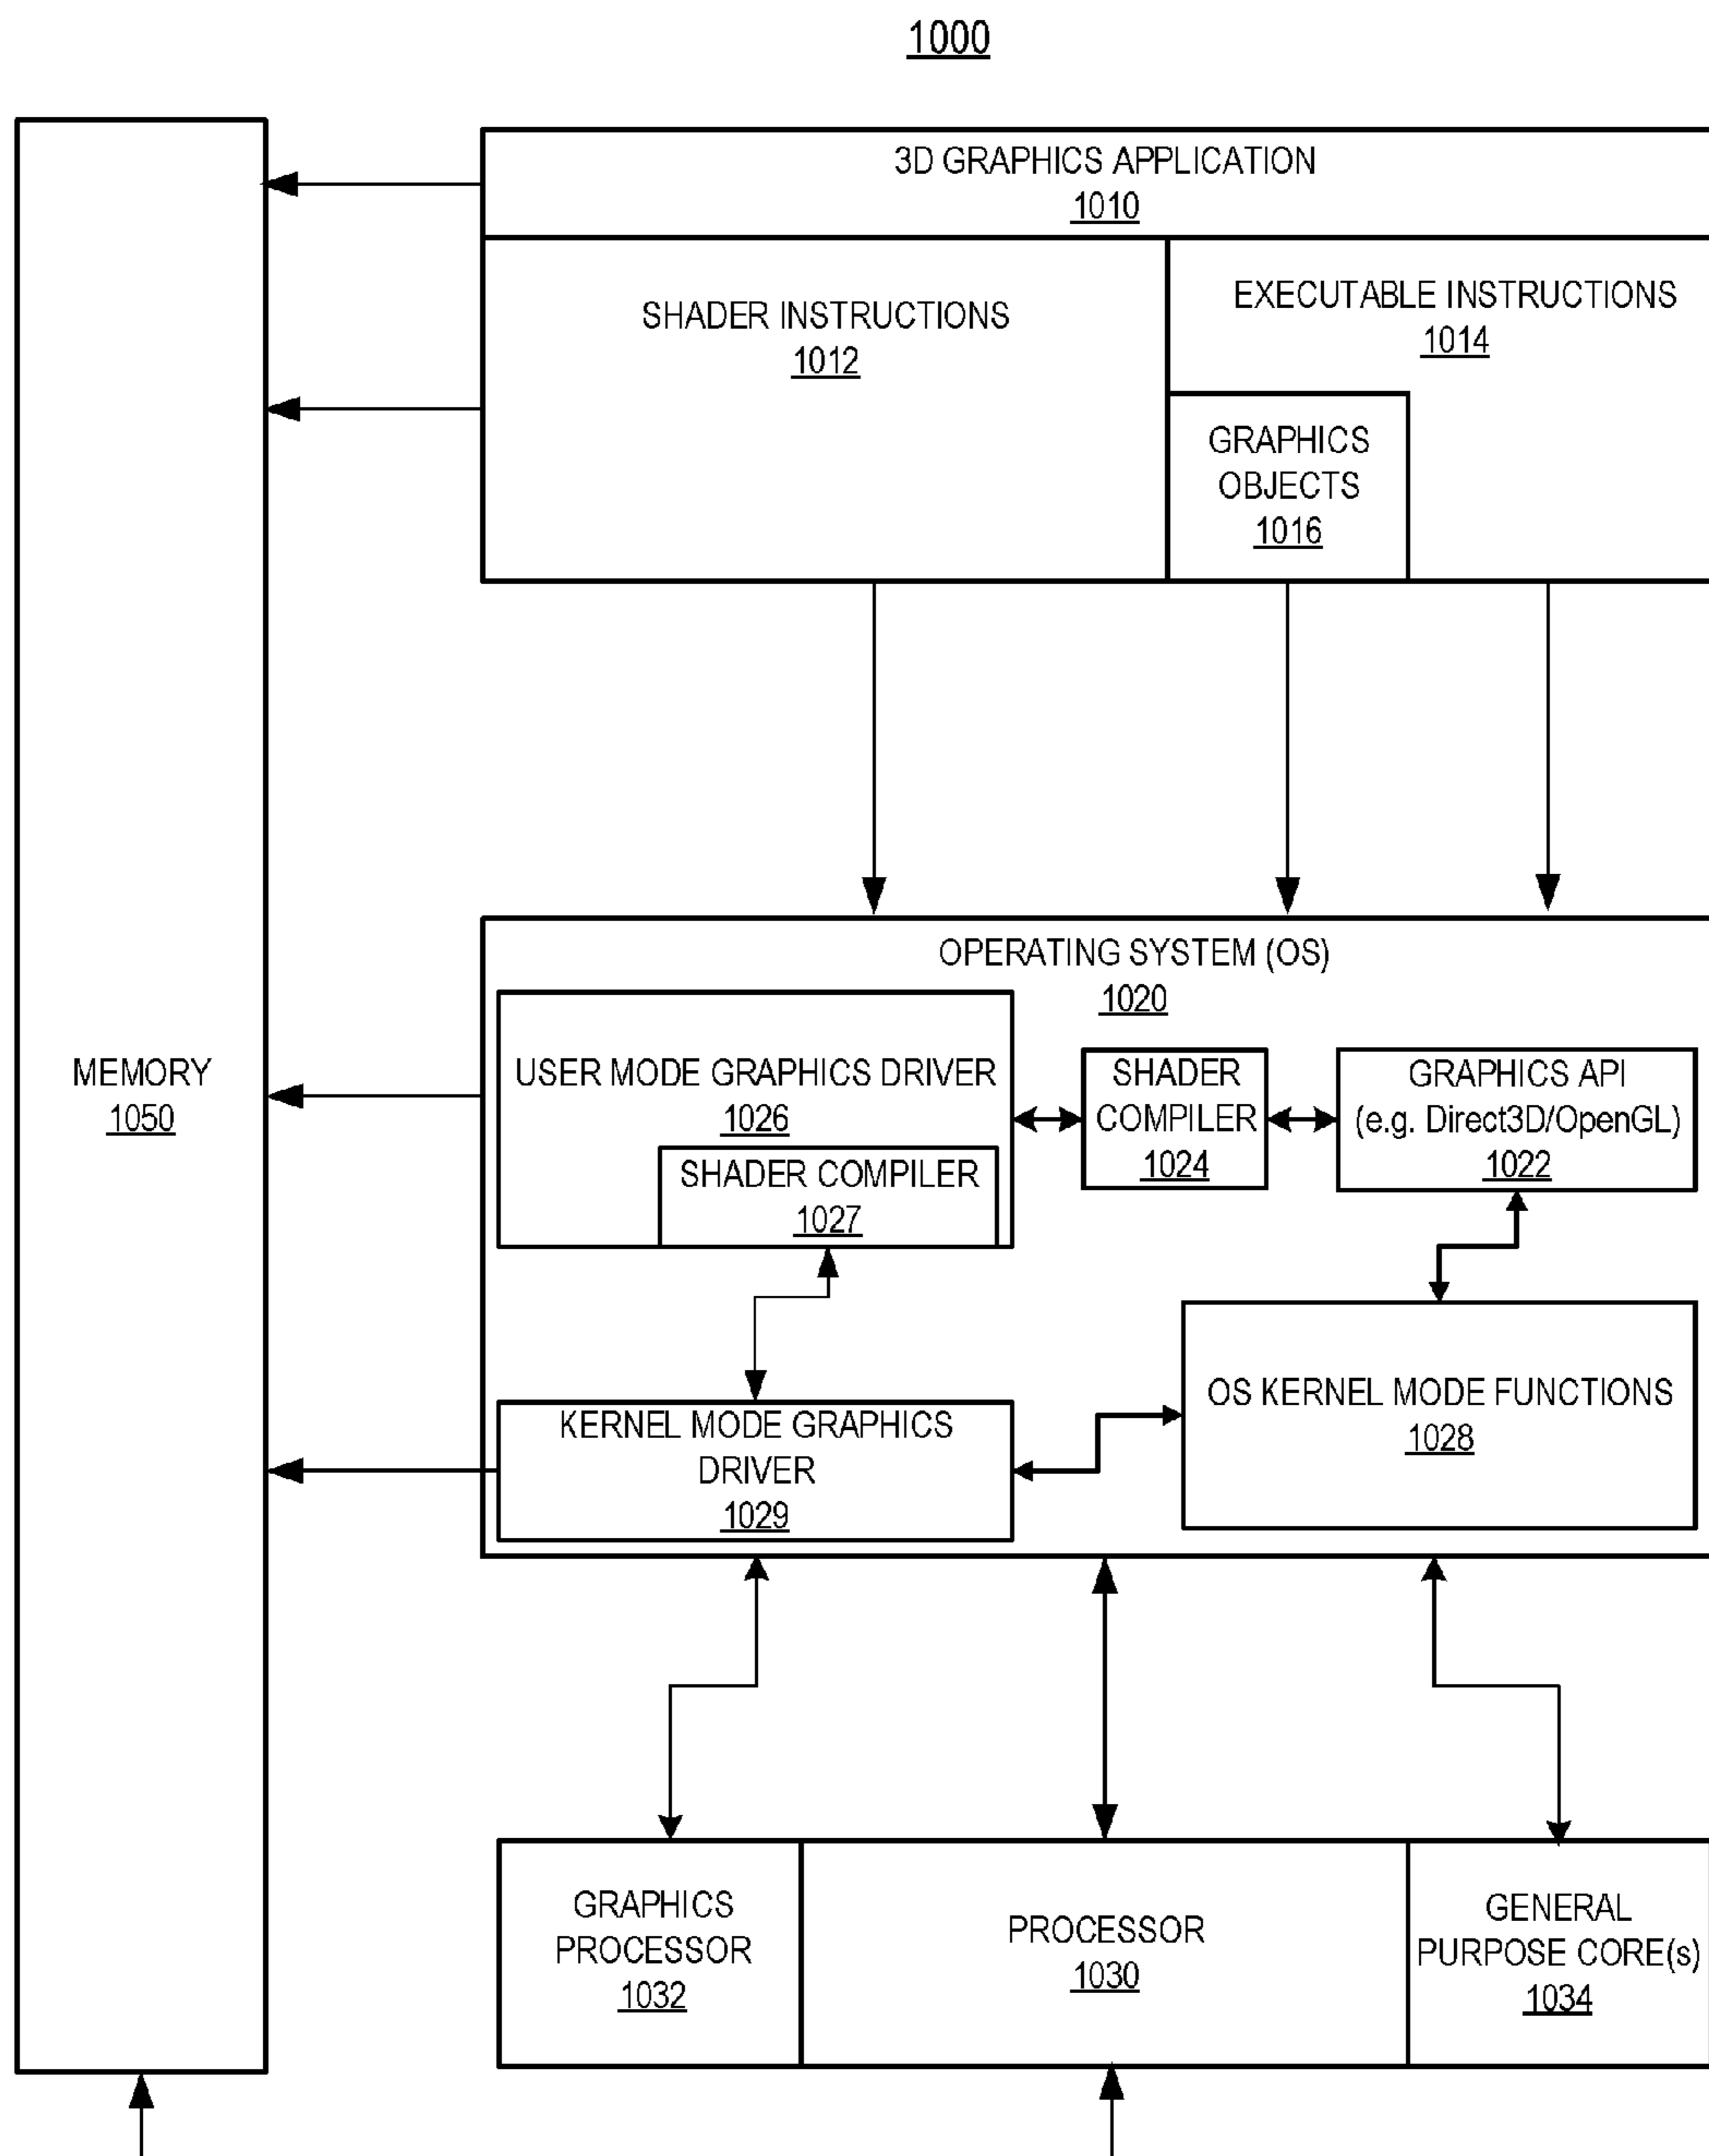 1000
3D GRAPHICS APPLICATION
1010
SHADER INSTRUCTIONS
1012
EXECUTABLE INSTRUCTIONS
1014
GRAPHICS
OBJECTS
1016
MEMORY
1050
OPERATING SYSTEM (OS)
1020
USER MODE GRAPHICS DRIVER
1026
SHADER COMPILER
1027
SHADER
COMPILER
1024
GRAPHICS API
(e.g. Direct3D/OpenGL)
1022
KERNEL MODE GRAPHICS
DRIVER
1029
OS KERNEL MODE FUNCTIONS
1028
GRAPHICS
PROCESSOR
1032
PROCESSOR
1030
GENERAL
PURPOSE CORE(s)
1034